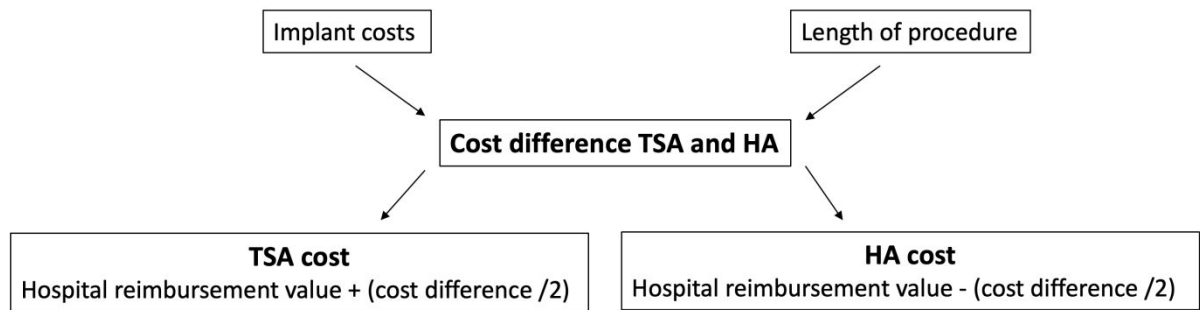 Implant costs
Length of procedure
Cost difference TSA and HA
TSA cost
Hospital reimbursement value + (cost difference /2)
HA cost
Hospital reimbursement value - (cost difference /2)